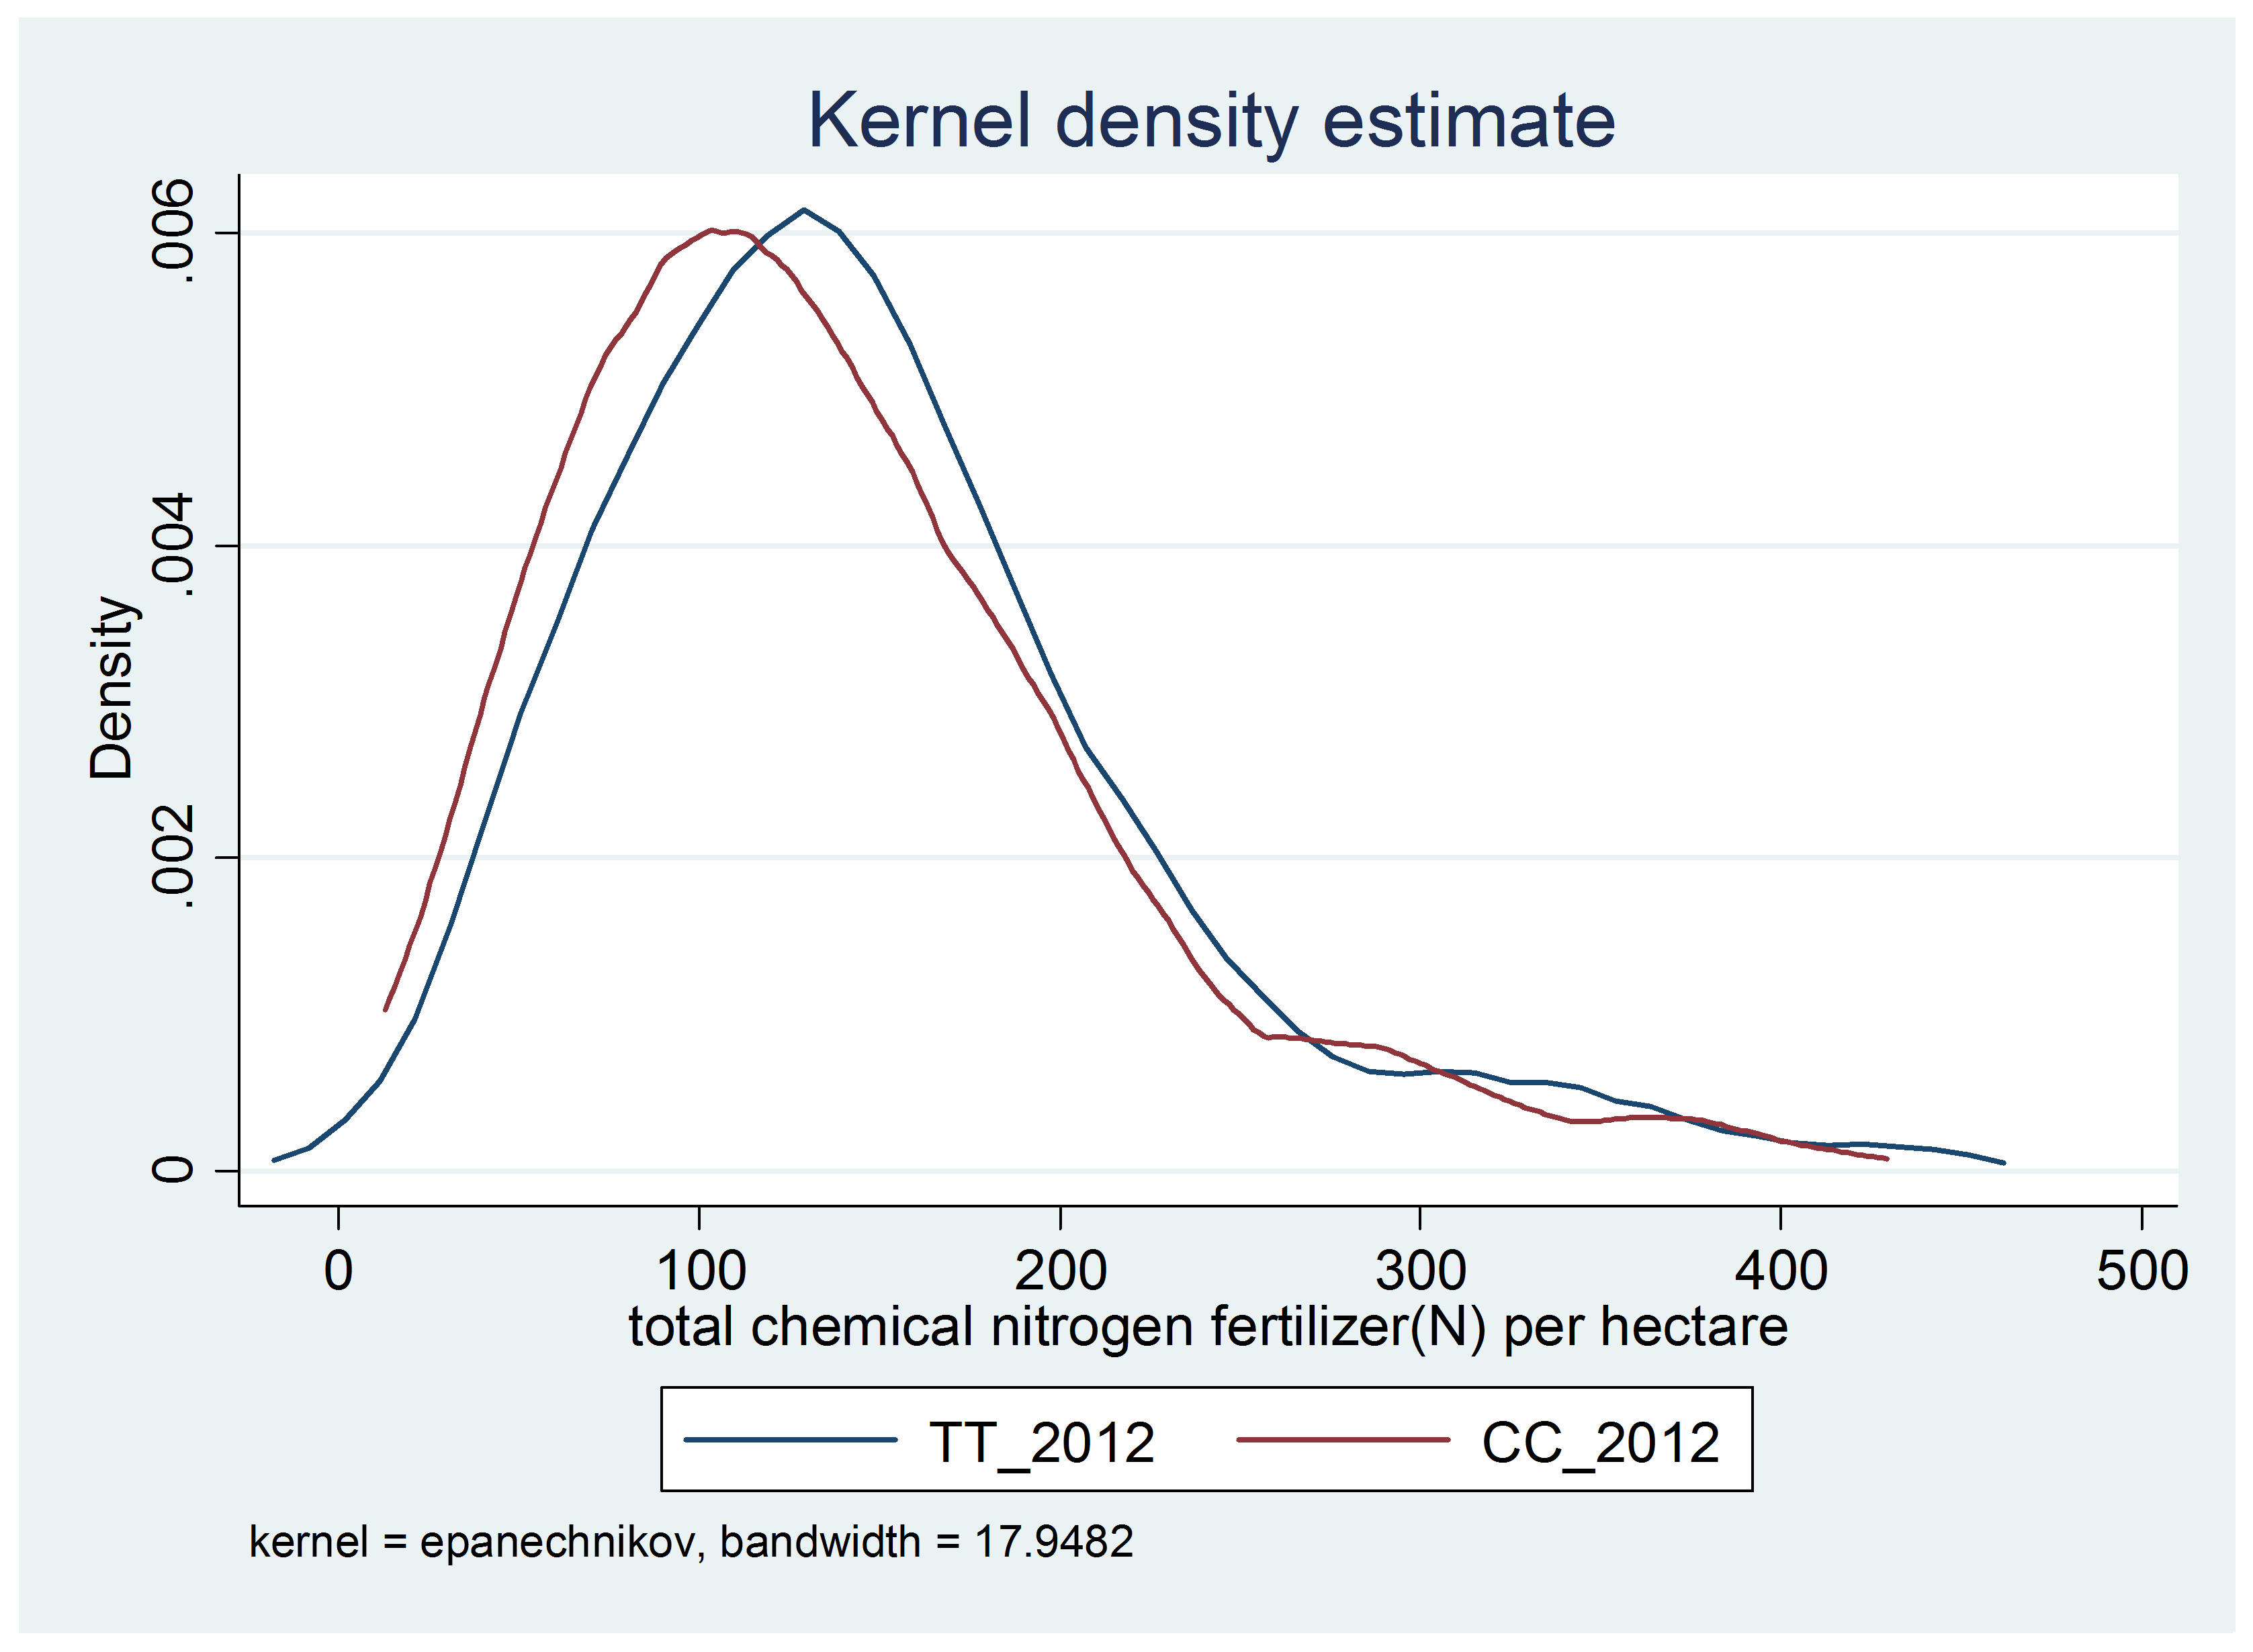 Kernel density estimate
Density
.006
.004
.002
0
0 100 200 300 400 500
total chemical nitrogen fertilizer(N) per hectare
TT_2012 CC_2012
kernel = epanechnikov, bandwidth = 17.9482